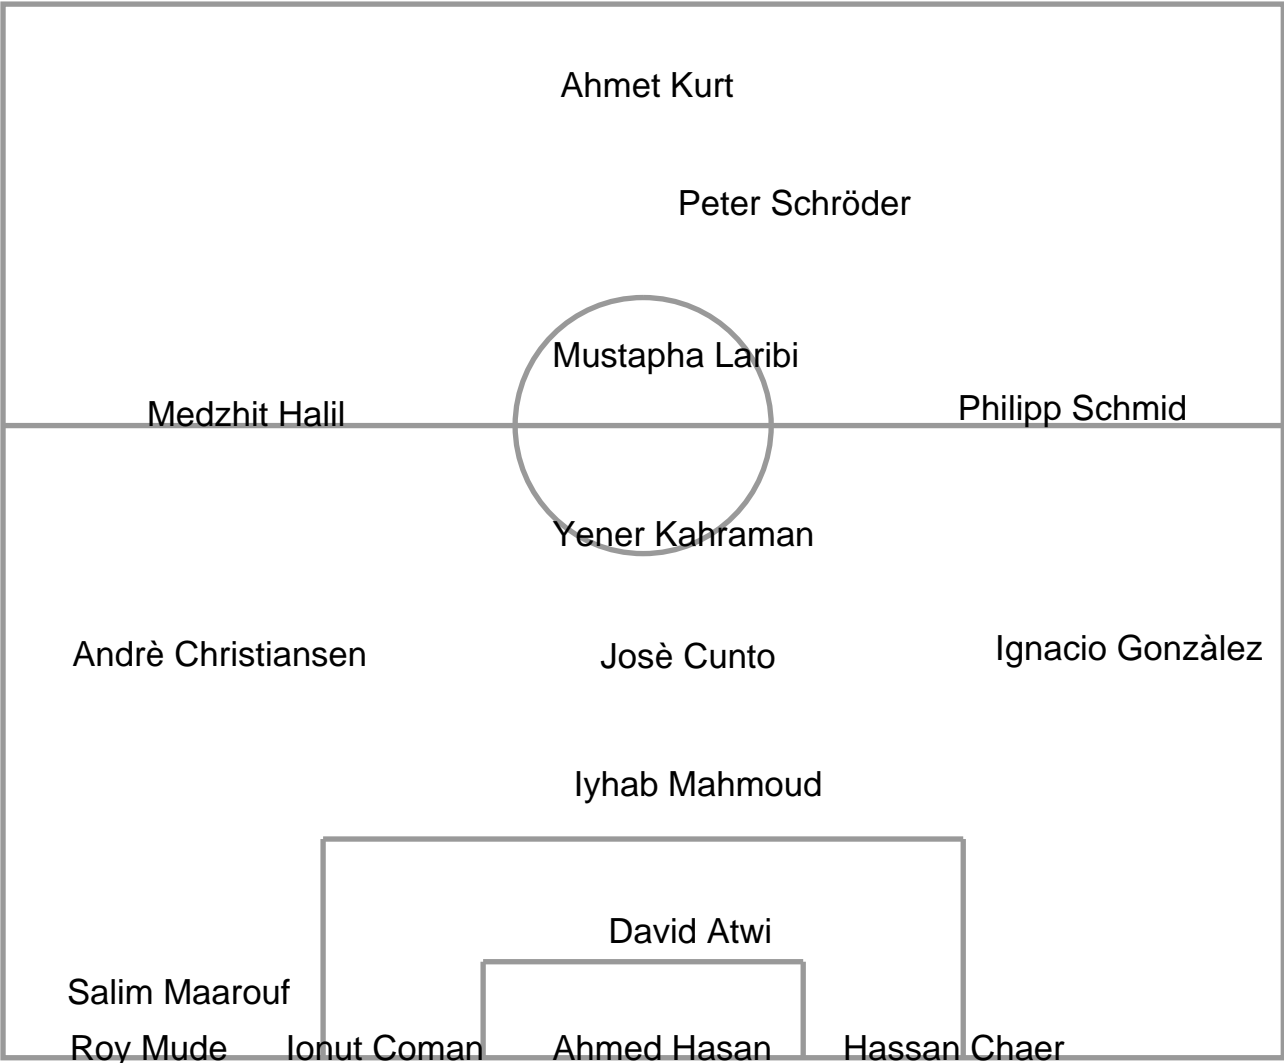 Ahmet Kurt
Peter Schröder
Mustapha Laribi
Medzhit Halil
Philipp Schmid
Yener Kahraman
Andrè Christiansen
Josè Cunto
Ignacio Gonzàlez
Iyhab Mahmoud
David Atwi
Salim Maarouf
Roy Mude
Ionut Coman
Ahmed Hasan
Hassan Chaer